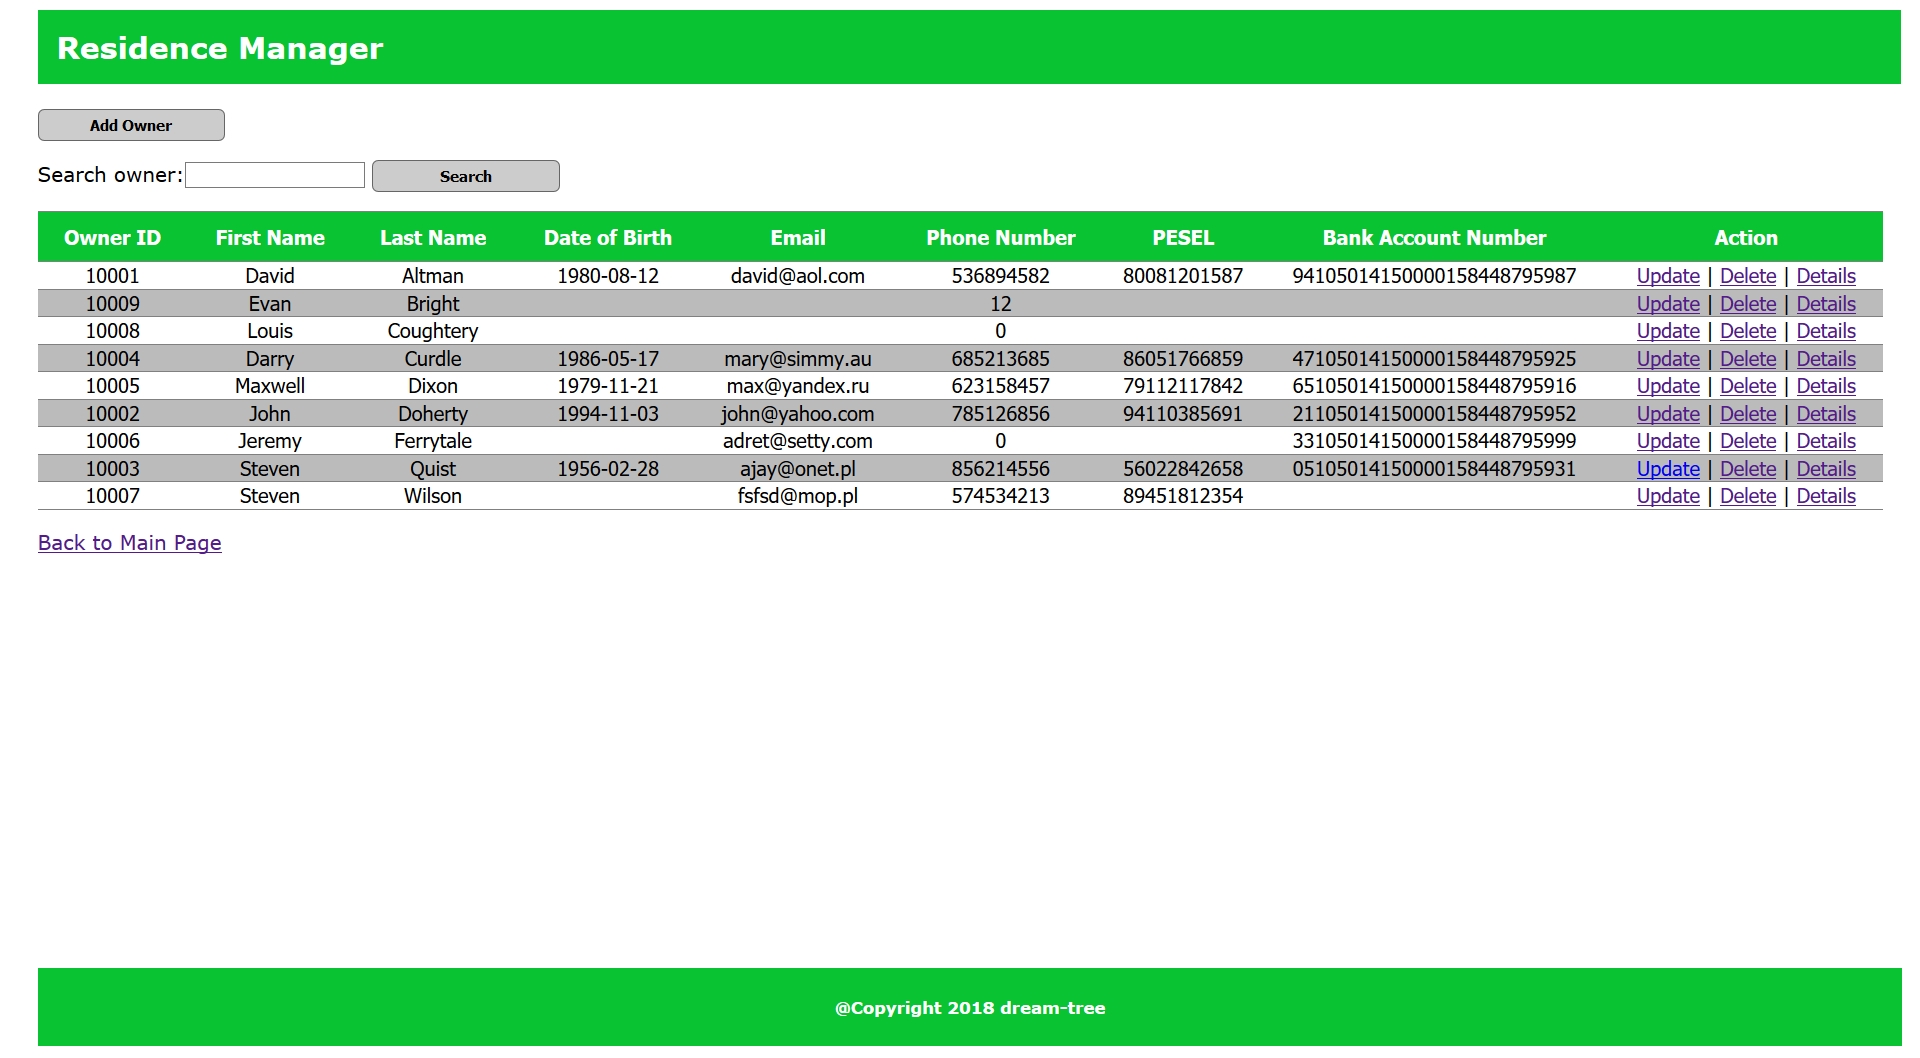 Residence Manager
Add Owner
Search owner: Search
Owner ID First Name Last Name Date of Birth Email Phone Number PESEL Bank Account Number Action
10001 David Altman 1980-08-12 david@aol.com 536894582 80081201587 94105014150000158448795987 Update | Delete | Details
10009 Evan Bright 12 Update | Delete | Details
10008 Louis Coughtery 0 Update | Delete | Details
10004 Darry Curdle 1986-05-17 mary@simmy.au 685213685 86051766859 47105014150000158448795925 Update | Delete | Details
10005 Maxwell Dixon 1979-11-21 max@yandex.ru 623158457 79112117842 65105014150000158448795916 Update | Delete | Details
10002 John Doherty 1994-11-03 john@yahoo.com 785126856 94110385691 21105014150000158448795952 Update | Delete | Details
10006 Jeremy Ferrytale adret@setty.com 0 33105014150000158448795999 Update | Delete | Details
10003 Steven Quist 1956-02-28 ajay@onet.pl 856214556 56022842658 05105014150000158448795931 Update | Delete | Details
10007 Steven Wilson fsfsd@mop.pl 574534213 89451812354 Update | Delete | Details
Back to Main Page
@Copyright 2018 dream-tree